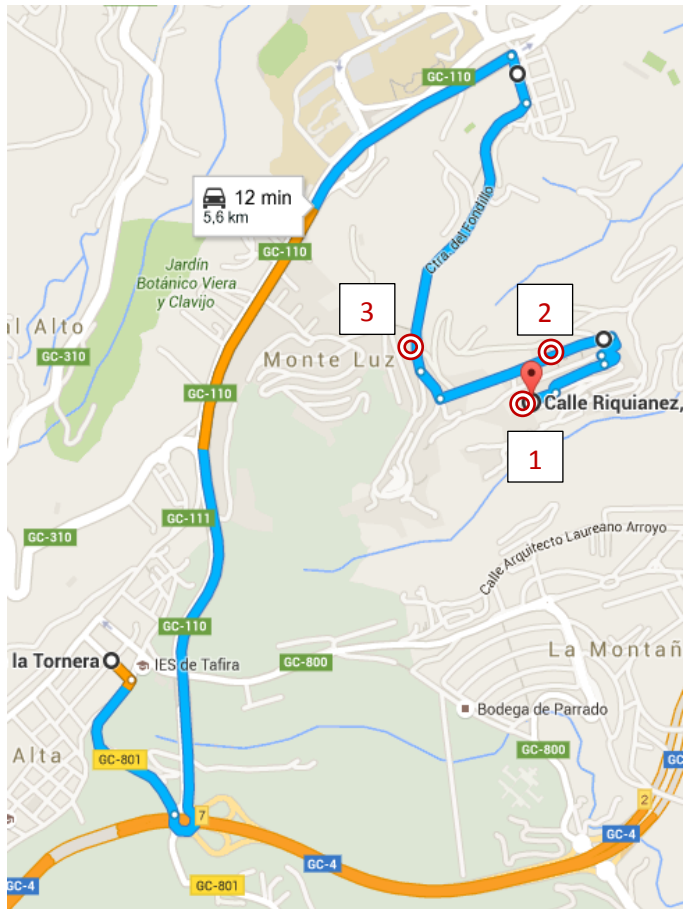 GC-110
12 min
5,6 km
Ctra. del Fondillo
GC-110
Jardín
Botánico Viera
y Clavijo
3
2
al Alto
GC-310
Monte Luz
GC-110
Calle Riquianez,
1
GC-111
GC-310
Calle Arquitecto Laureano Arroyo
GC-110
la Tornera
IES de Tafira
GC-800
La Montañ
Bodega de Parrado
Alta
GC-801
GC-800
GC
7
2
GC-4
GC-4
GC-4
GC-801